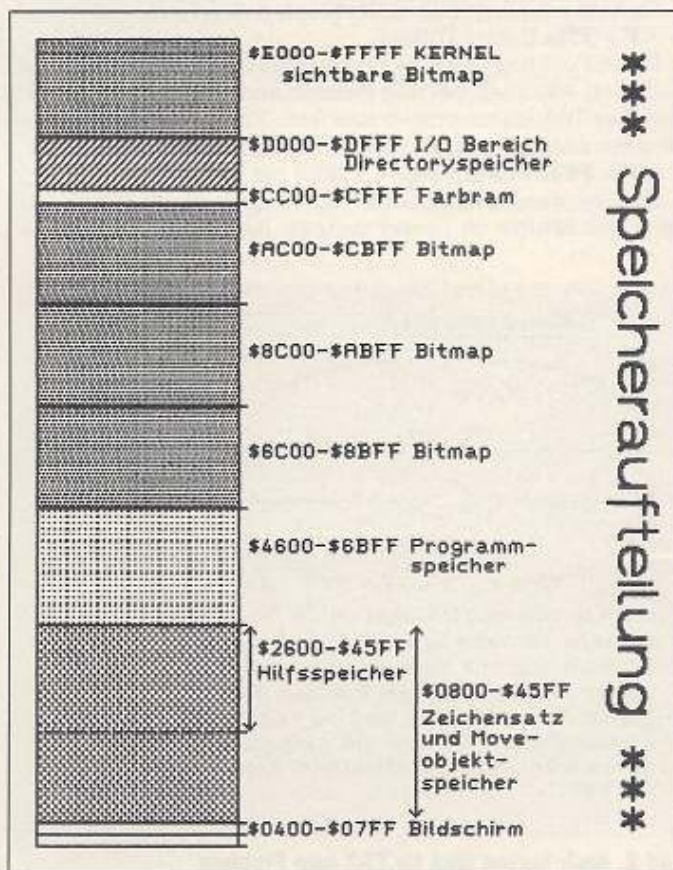 $E000-$FFFF KERNEL
sichtbare Bitmap
$D000-$DFFF I/O Bereich
Directoryspeicher
$CC00-$CFFF Farbram
$AC00-$CBFF Bitmap
$8C00-$ABFF Bitmap
$6C00-$8BFF Bitmap
$4600-$6BFF Programm-
speicher
$2600-$45FF
Hilfsspeicher
$0800-$45FF
Zeichensatz
und Move-
objekt-
speicher
$0400-$07FF Bildschirm
*** Speicheraufteilung ***